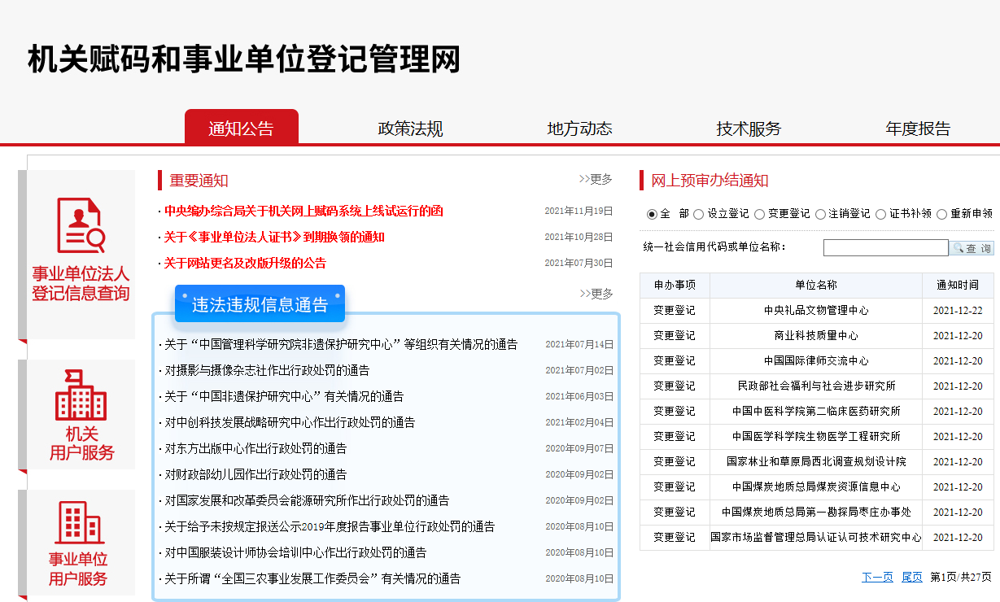 机关赋码和事业单位登记管理网
通知公告 政策法规 地方动态 技术服务 年度报告
事业单位法人
登记信息查询
机关
用户服务
事业单位
用户服务
重要通知 >>更多
·中央编办综合局关于机关网上赋码系统上线试运行的函 2021年11月19日
·关于《事业单位法人证书》到期换领的通知 2021年10月28日
·关于网站更名及改版升级的公告 2021年07月30日
违法违规信息通告 >>更多
·关于“中国管理科学研究院非遗保护研究中心”等组织有关情况的通告 2021年07月14日
·对摄影与摄像杂志社作出行政处罚的通告 2021年07月02日
·关于“中国非遗保护研究中心”有关情况的通告 2021年06月03日
·对中创科技发展战略研究中心作出行政处罚的通告 2021年02月04日
·对东方出版中心作出行政处罚的通告 2020年09月07日
·对财政部幼儿园作出行政处罚的通告 2020年09月02日
·对国家发展和改革委员会能源研究所作出行政处罚的通告 2020年09月02日
·关于给予未按规定报送公示2019年度报告事业单位行政处罚的通告 2020年08月10日
·对中国服装设计师协会培训中心作出行政处罚的通告 2020年08月10日
·关于所谓“全国三农事业发展工作委员会”有关情况的通告 2020年08月10日
网上预审办结通知
全 部 设立登记 变更登记 注销登记 证书补领 重新申领
统一社会信用代码或单位名称： 查 询
申办事项 单位名称 通知时间
变更登记 中央礼品文物管理中心 2021-12-22
变更登记 商业科技质量中心 2021-12-20
变更登记 中国国际律师交流中心 2021-12-20
变更登记 民政部社会福利与社会进步研究所 2021-12-20
变更登记 中国中医科学院第二临床医药研究所 2021-12-20
变更登记 中国医学科学院生物医学工程研究所 2021-12-20
变更登记 国家林业和草原局西北调查规划设计院 2021-12-20
变更登记 中国煤炭地质总局煤炭资源信息中心 2021-12-20
变更登记 中国煤炭地质总局第一勘探局枣庄办事处 2021-12-20
变更登记 国家市场监督管理总局认证认可技术研究中心 2021-12-20
下一页 尾页 第1页/共27页